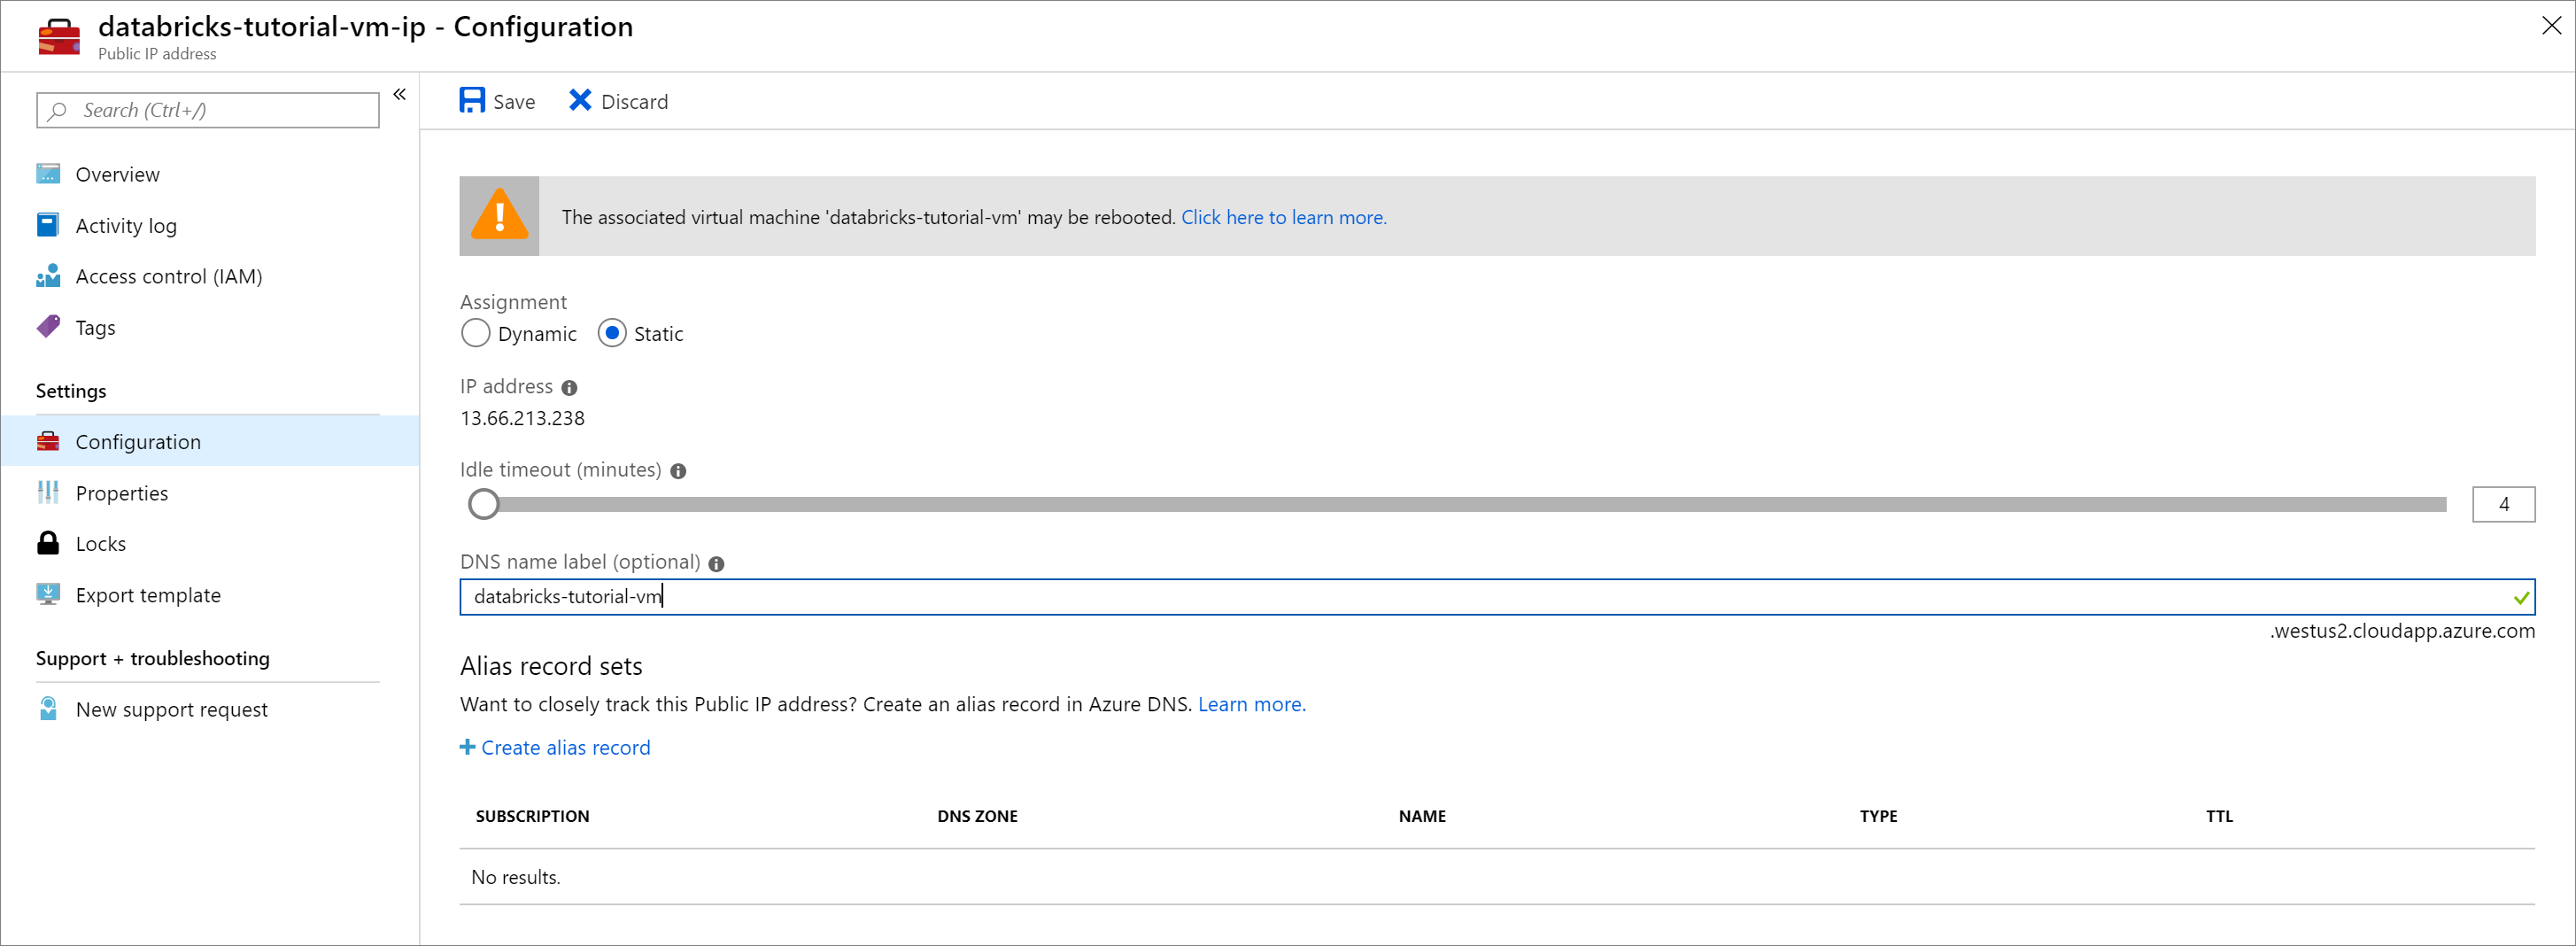 databricks-tutorial-vm-ip - Configuration
Public IP address
Search (Ctrl+/)
Overview
Activity log
Access control (IAM)
Tags
Settings
Configuration
Properties
Locks
Export template
Support + troubleshooting
New support request
Save Discard
The associated virtual machine 'databricks-tutorial-vm' may be rebooted. Click here to learn more.
Assignment
Dynamic Static
IP address
13.66.213.238
Idle timeout (minutes)
4
DNS name label (optional)
databricks-tutorial-vm
.westus2.cloudapp.azure.com
Alias record sets
Want to closely track this Public IP address? Create an alias record in Azure DNS. Learn more.
+ Create alias record
SUBSCRIPTION DNS ZONE NAME TYPE TTL
No results.